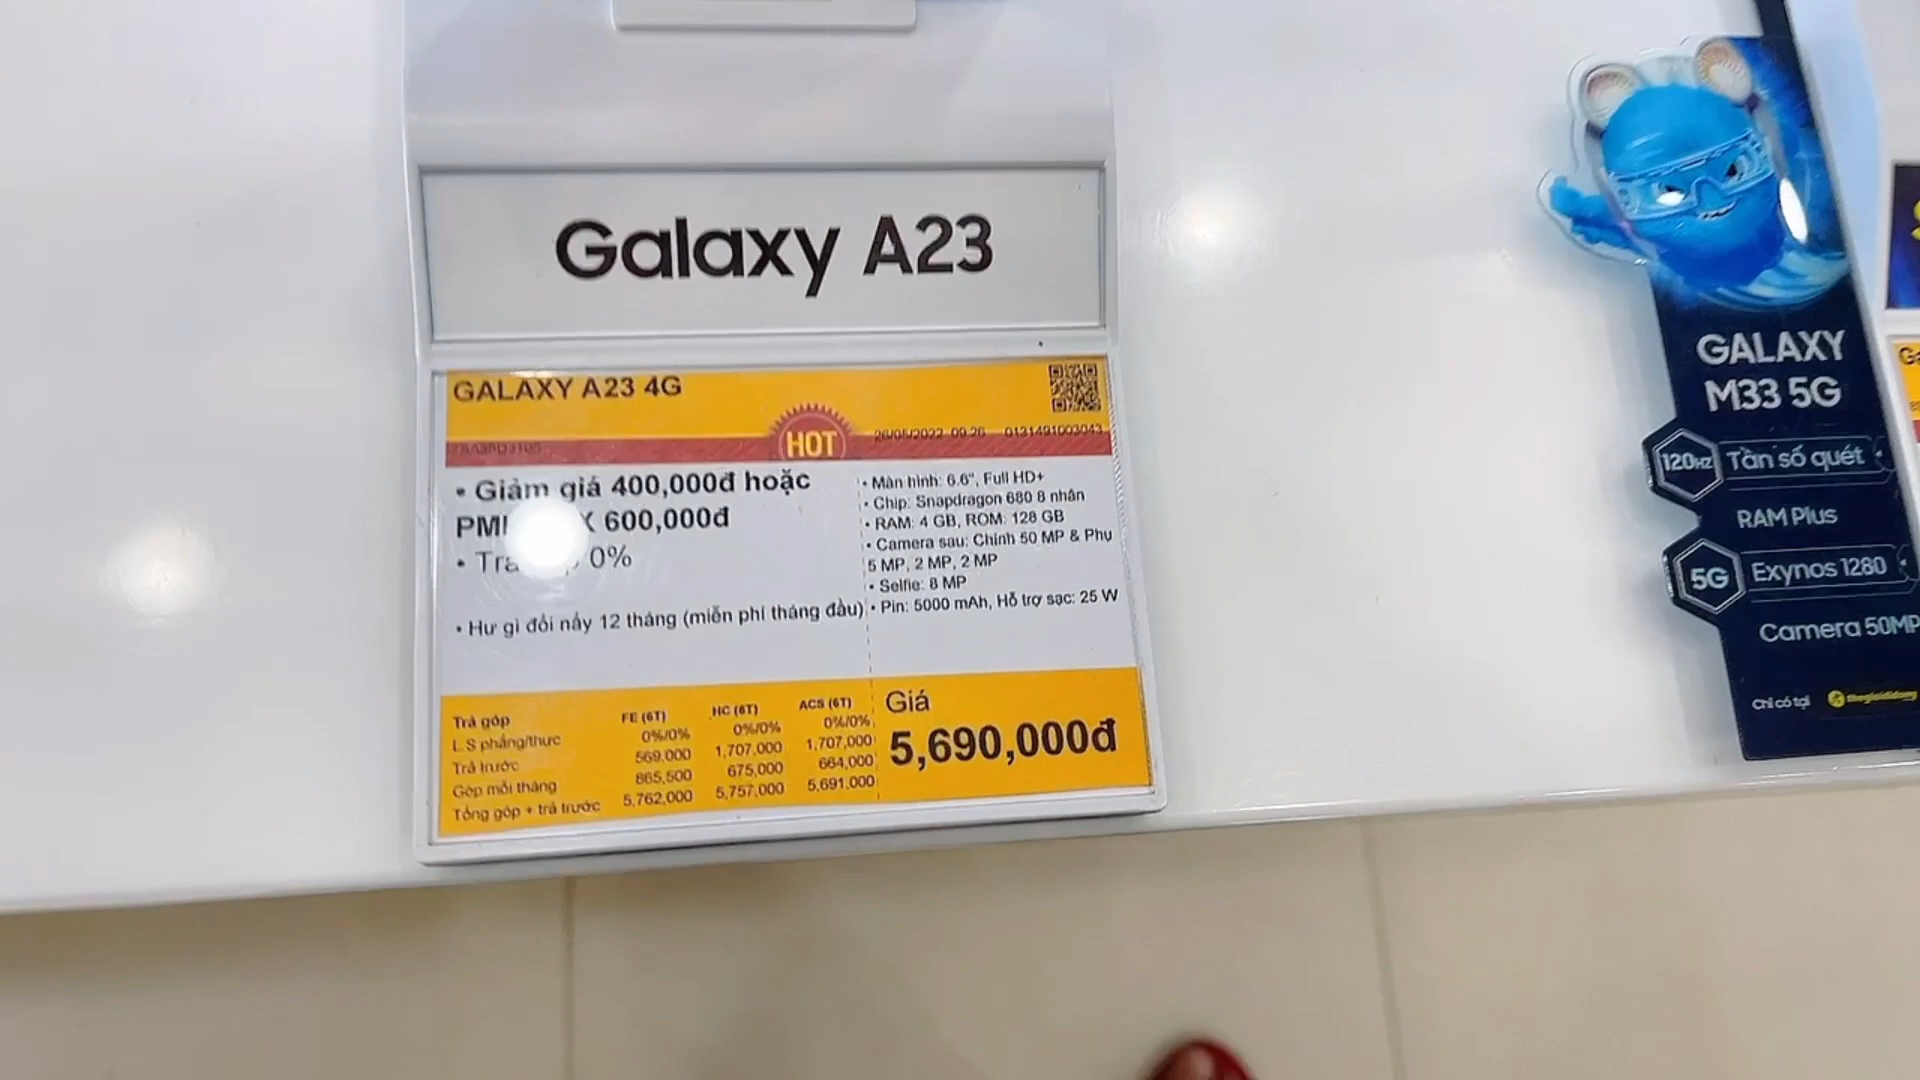 Galaxy A23
GALAXY A23 4G
HOT
26/05/2022 09:26 0131491003043
• Giảm giá 400,000đ hoặc
600,000đ
0%
• Hư gì đổi nấy 12 tháng (miễn phí tháng đầu)
• Màn hình: 6.6", Full HD+
• Chip: Snapdragon 680 8 nhân
• RAM: 4 GB, ROM: 128 GB
• Camera sau: Chính 50 MP & Phụ
5 MP, 2 MP, 2 MP
• Selfie: 8 MP
• Pin: 5000 mAh, Hỗ trợ sạc: 25 W
Trả góp FE (6T) HC (6T) ACS (6T)
L.S phẳng/thực 0%/0% 0%/0% 0%/0%
Trả trước 569,000 1,707,000 1,707,000
Góp mỗi tháng 865,500 675,000 664,000
Tổng góp + trả trước 5,762,000 5,757,000 5,691,000
Giá
5,690,000đ
GALAXY
M33 5G
120HZ Tần số quét
RAM Plus
5G Exynos 1280
Camera 50MP
Chỉ có tại thegioididong